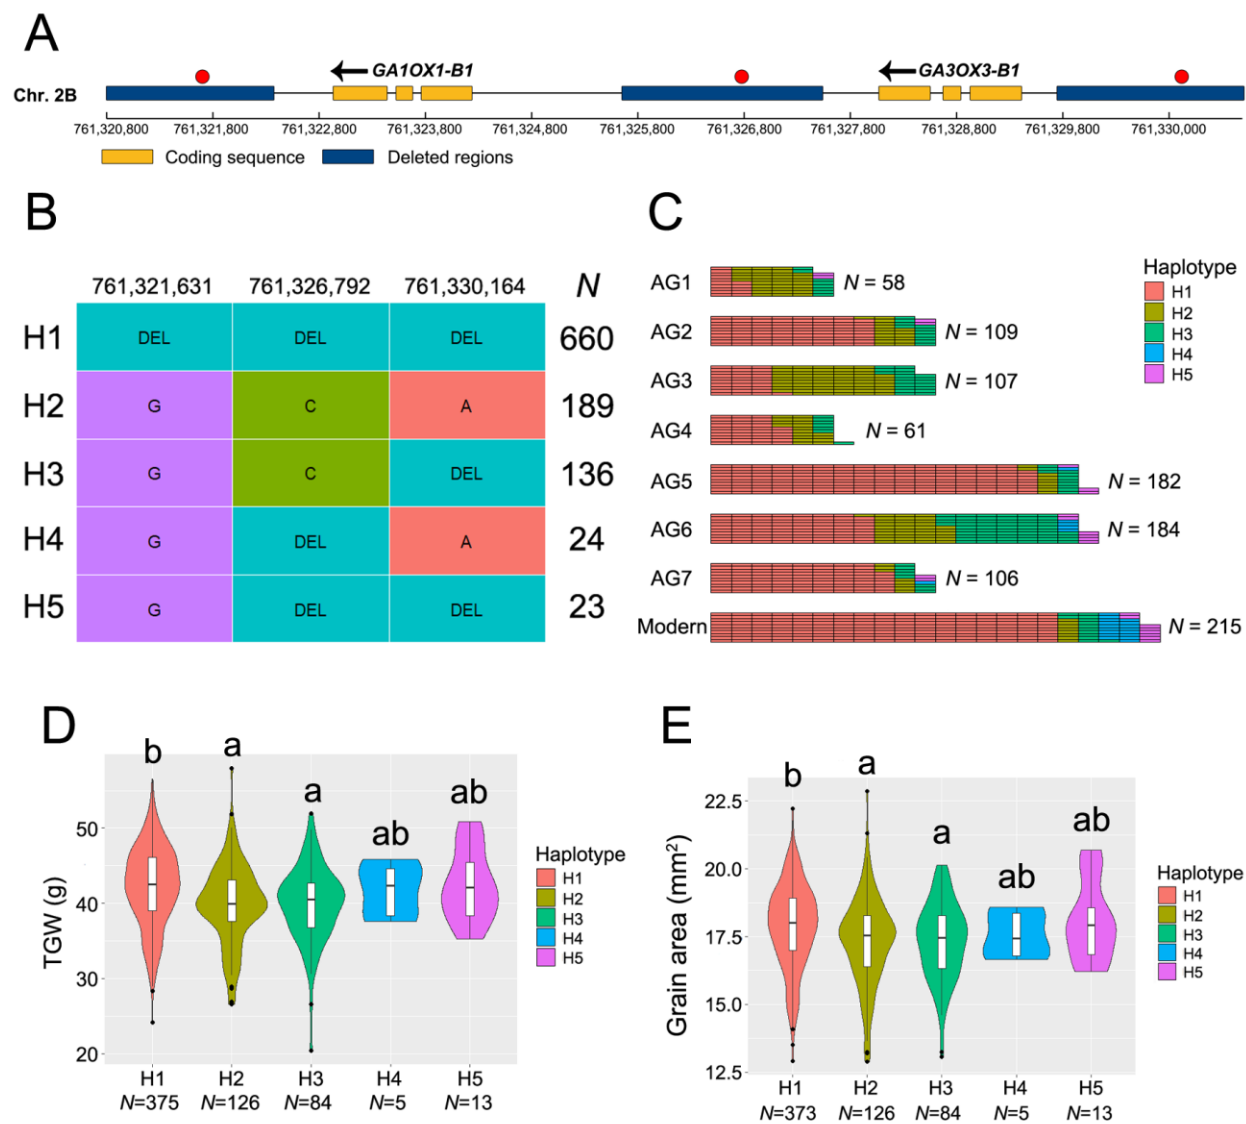 A
GA1OX1-B1
GA3OX3-B1
Chr. 2B
761,320,800 761,321,800 761,322,800 761,323,800 761,324,800 761,325,800 761,326,800 761,327,800 761,328,800 761,329,800 761,330,000
Coding sequence Deleted regions
B
761,321,631 761,326,792 761,330,164 N
H1 DEL DEL DEL 660
H2 G C A 189
H3 G C DEL 136
H4 G DEL A 24
H5 G DEL DEL 23
C
AG1 N = 58
AG2 N = 109
AG3 N = 107
AG4 N = 61
AG5 N = 182
AG6 N = 184
AG7 N = 106
Modern N = 215
Haplotype
H1
H2
H3
H4
H5
D
b a a ab ab
TGW (g)
50
40
30
20
H1 H2 H3 H4 H5
N=375 N=126 N=84 N=5 N=13
Haplotype
H1
H2
H3
H4
H5
E
b a a ab ab
Grain area (mm²)
22.5
20.0
17.5
15.0
12.5
H1 H2 H3 H4 H5
N=373 N=126 N=84 N=5 N=13
Haplotype
H1
H2
H3
H4
H5